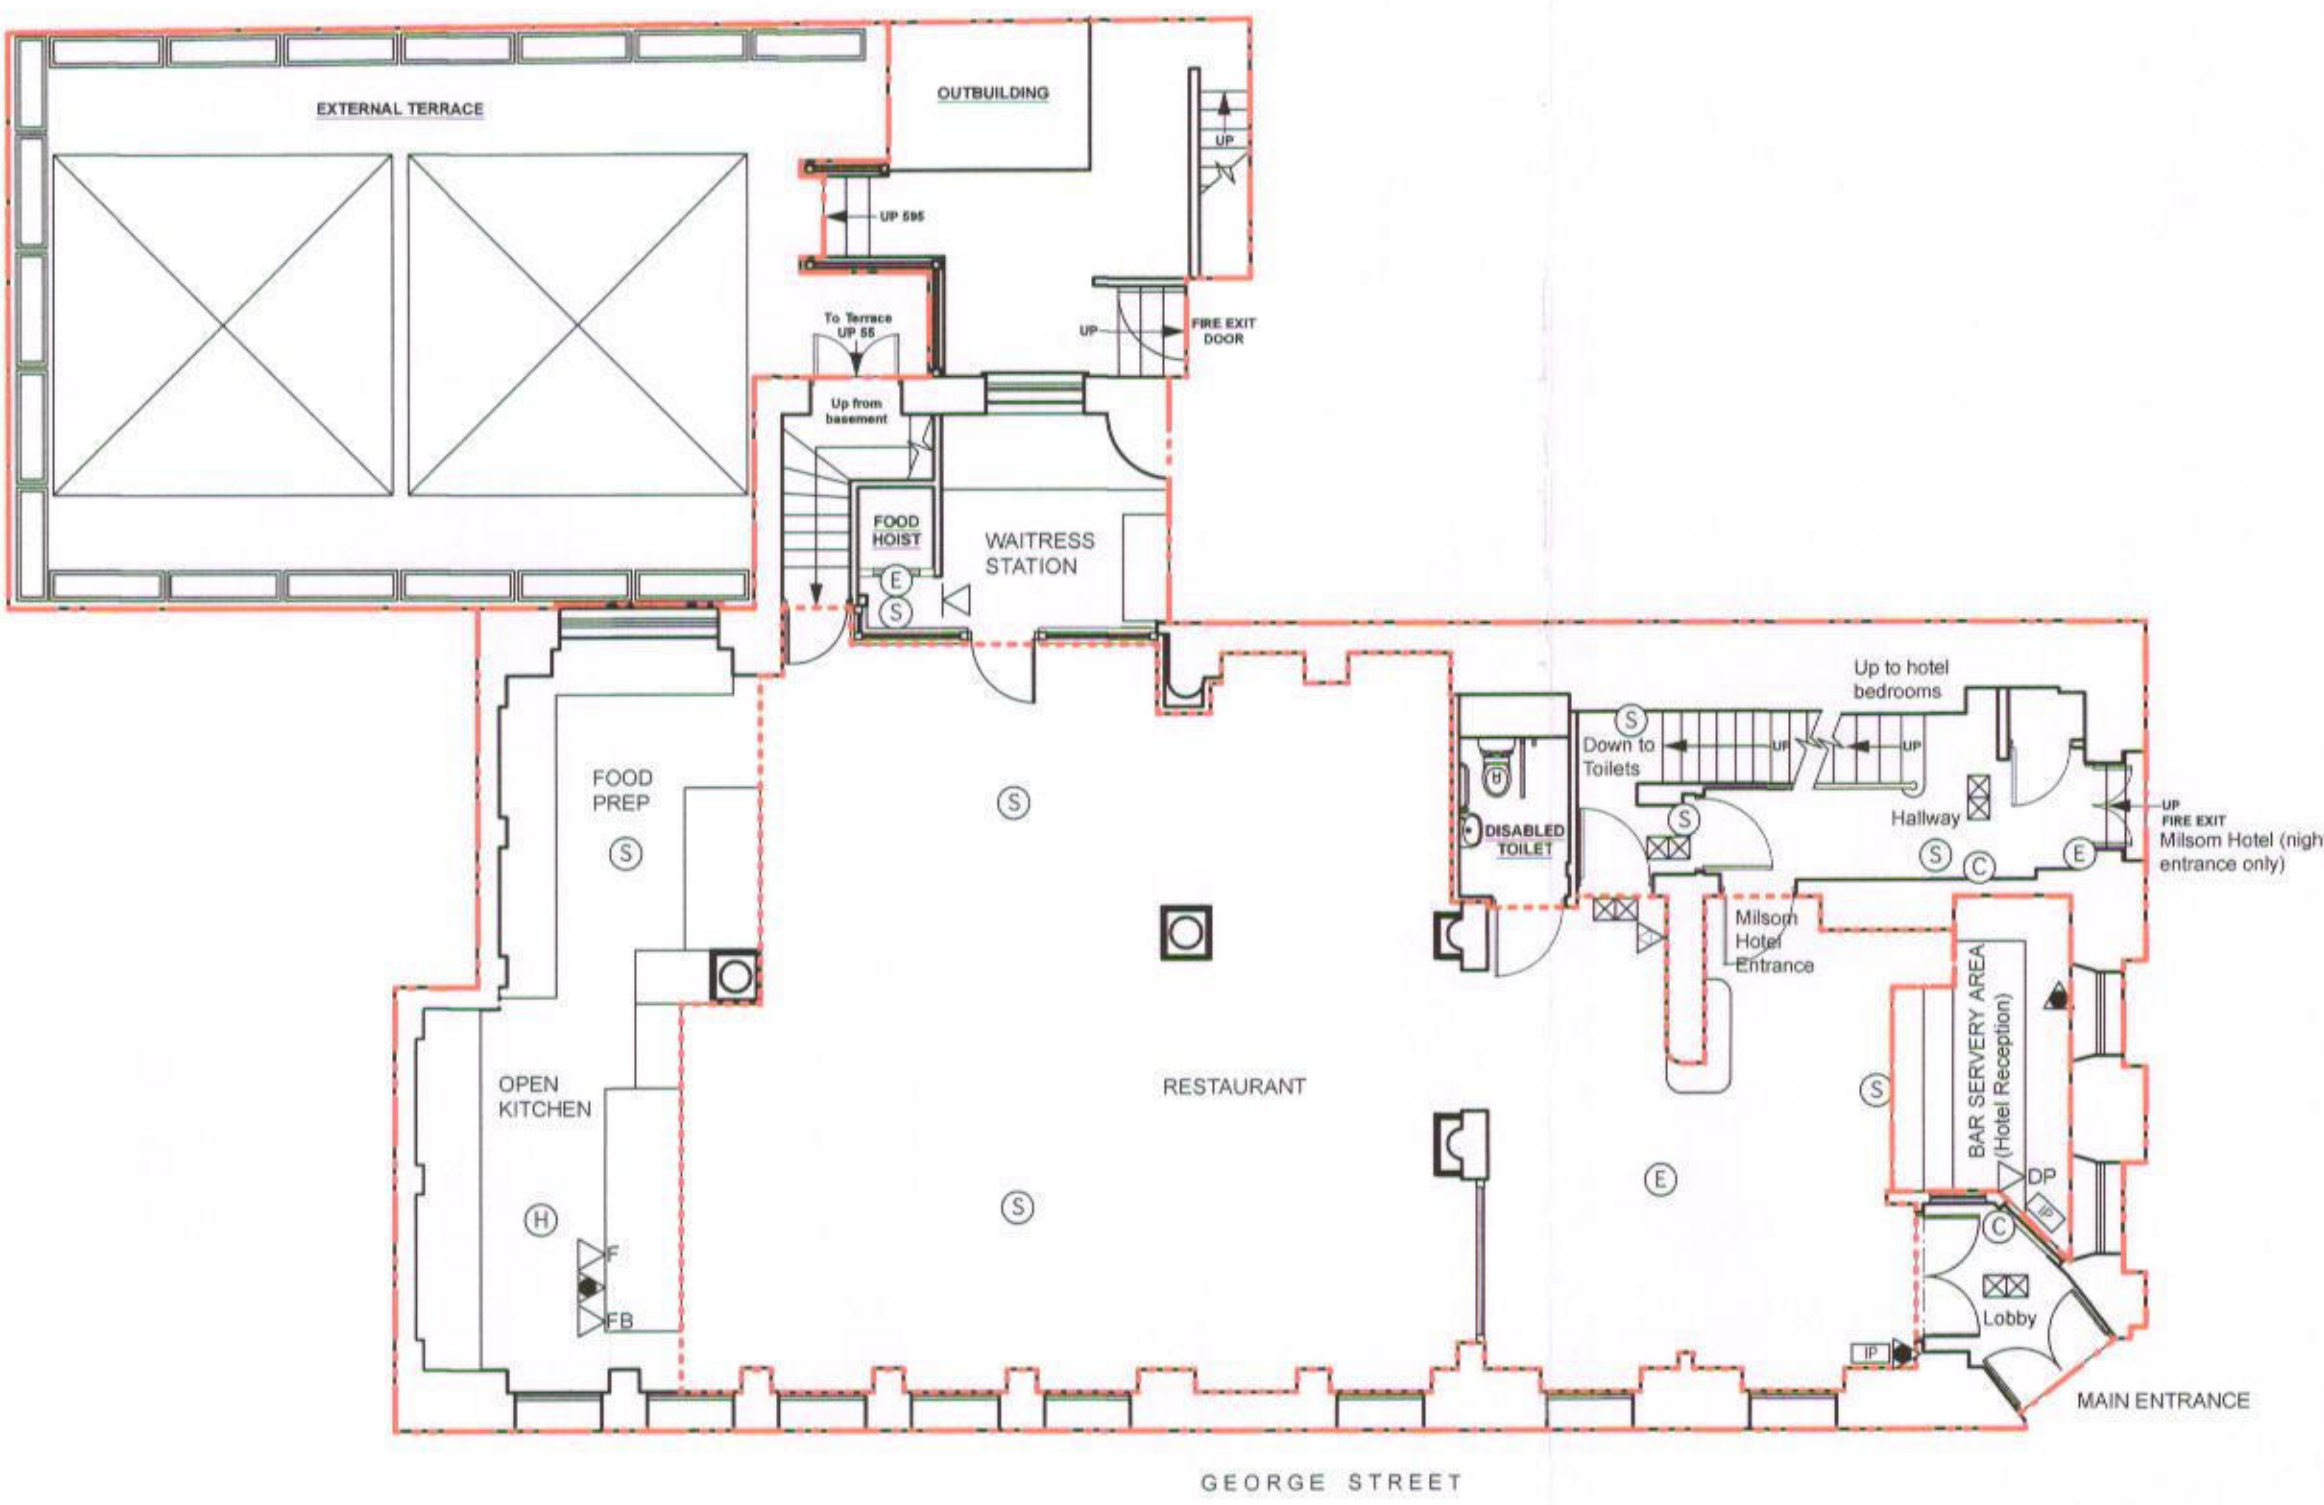 EXTERNAL TERRACE
OUTBUILDING
UP
UP 595
To Terrace
UP 55
UP
FIRE EXIT
DOOR
Up from
basement
FOOD
HOIST
E
S
WAITRESS
STATION
Up to hotel
bedrooms
S
Down to
Toilets
UP
UP
FOOD
PREP
S
S
DISABLED
TOILET
S
Hallway
S
C
E
UP
FIRE EXIT
Milsom Hotel (nigh
entrance only)
Milsom
Hotel
Entrance
BAR SERVERY AREA
(Hotel Reception)
OPEN
KITCHEN
RESTAURANT
S
DP
IP
E
S
H
C
F
FB
Lobby
IP
MAIN ENTRANCE
GEORGE STREET